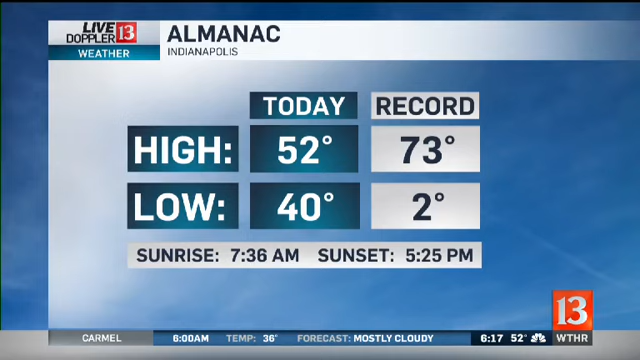 LIVE
DOPPLER 13
WEATHER
ALMANAC
INDIANAPOLIS
TODAY RECORD
HIGH: 52° 73°
LOW: 40° 2°
SUNRISE: 7:36 AM SUNSET: 5:25 PM
13
CARMEL 6:00AM TEMP: 36° FORECAST: MOSTLY CLOUDY 6:17 52° WTHR